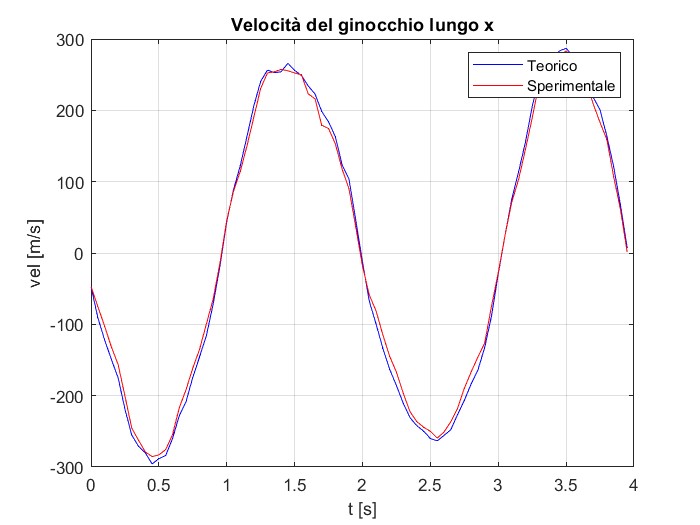 Velocità del ginocchio lungo x
300
200
100
0
-100
-200
-300
vel [m/s]
Teorico
Sperimentale
0 0.5 1 1.5 2 2.5 3 3.5 4
t [s]